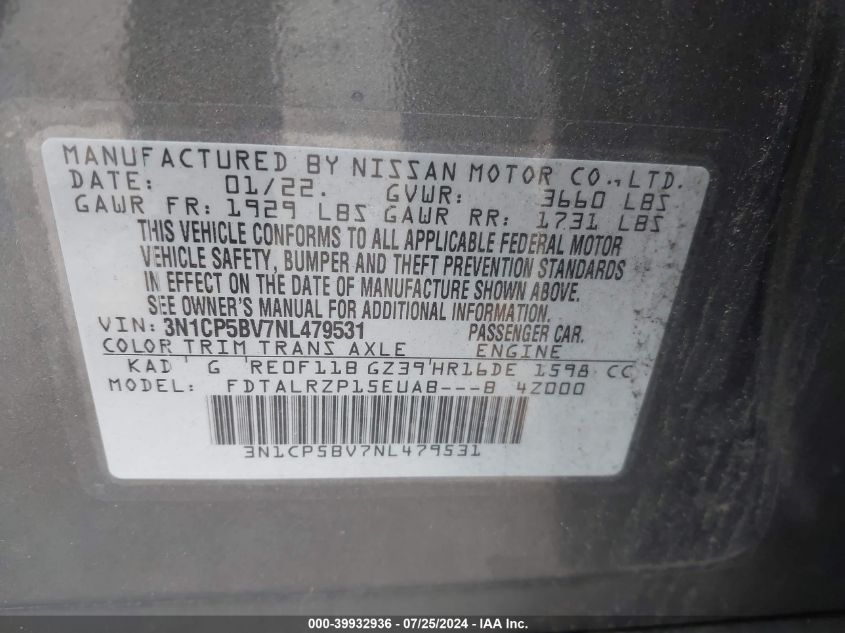 MANUFACTURED BY NISSAN MOTOR CO., LTD.
DATE: 01/22. GVWR: 3660 LBS
GAWR FR: 1929 LBS GAWR RR: 1731 LBS
THIS VEHICLE CONFORMS TO ALL APPLICABLE FEDERAL MOTOR
VEHICLE SAFETY, BUMPER AND THEFT PREVENTION STANDARDS
IN EFFECT ON THE DATE OF MANUFACTURE SHOWN ABOVE.
SEE OWNER'S MANUAL FOR ADDITIONAL INFORMATION.
VIN: 3N1CP5BV7NL479531 PASSENGER CAR.
COLOR TRIM TRANS AXLE ENGINE
KAD G RE0F11B GZ39 HR16DE 1598 CC
MODEL: FDTALRZP15EUAB---B 4Z000
3N1CP5BV7NL479531
000-39932936 / 07/25/2024 - IAA Inc.